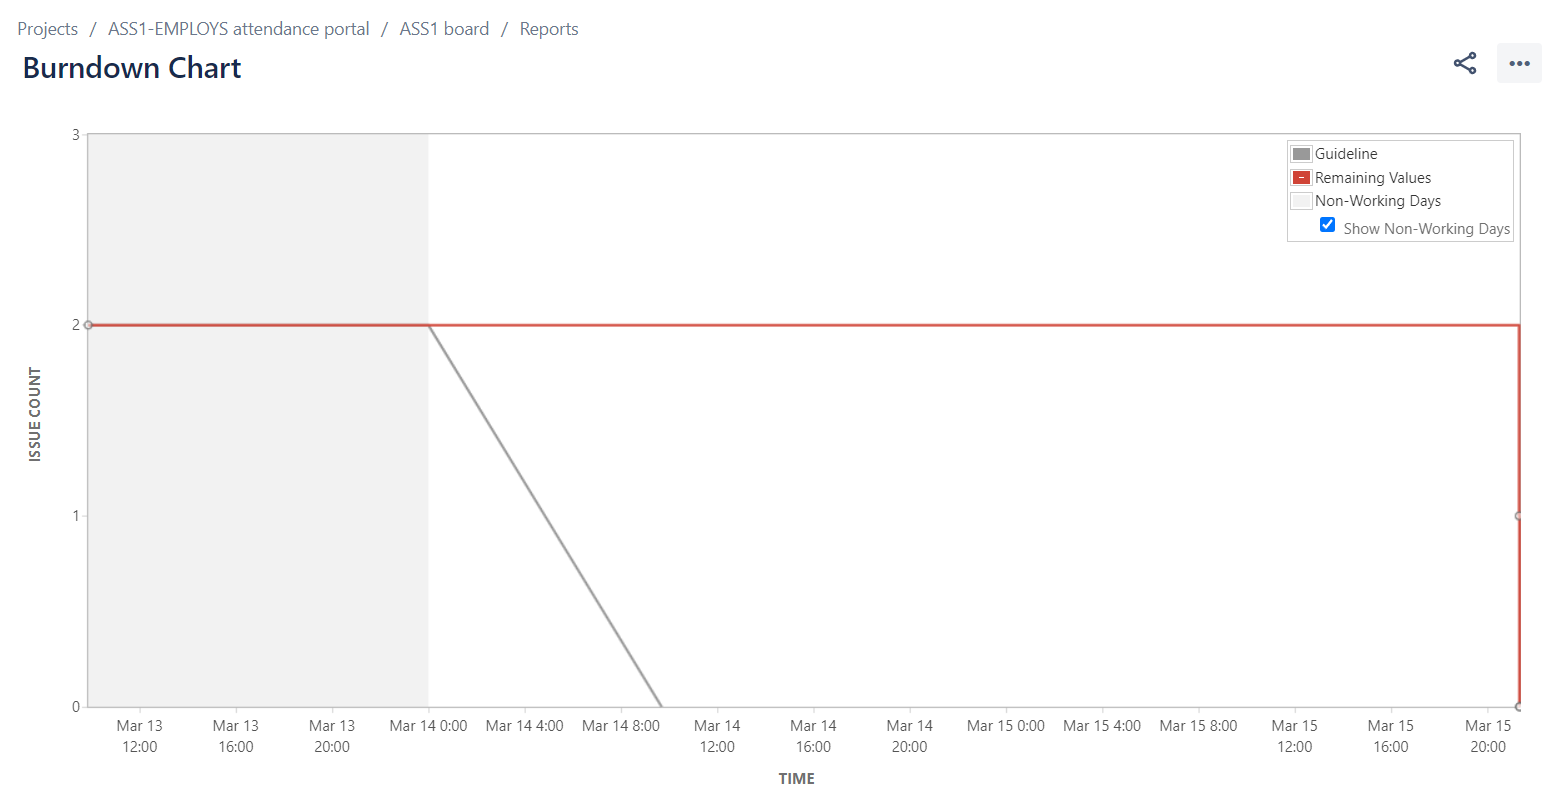 Projects / ASS1-EMPLOYS attendance portal / ASS1 board / Reports
Burndown Chart
3
Guideline
Remaining Values
Non-Working Days
Show Non-Working Days
2
ISSUE COUNT
1
0
Mar 13 12:00
Mar 13 16:00
Mar 13 20:00
Mar 14 0:00
Mar 14 4:00
Mar 14 8:00
Mar 14 12:00
Mar 14 16:00
Mar 14 20:00
Mar 15 0:00
Mar 15 4:00
Mar 15 8:00
Mar 15 12:00
Mar 15 16:00
Mar 15 20:00
TIME